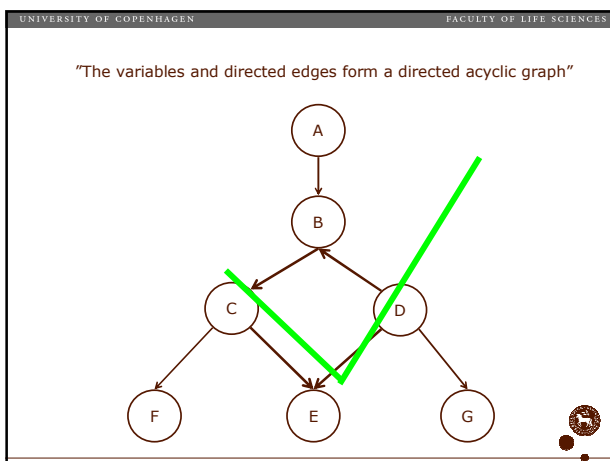 UNIVERSITY OF COPENHAGEN FACULTY OF LIFE SCIENCES
”The variables and directed edges form a directed acyclic graph”
A
B
C D
F E G